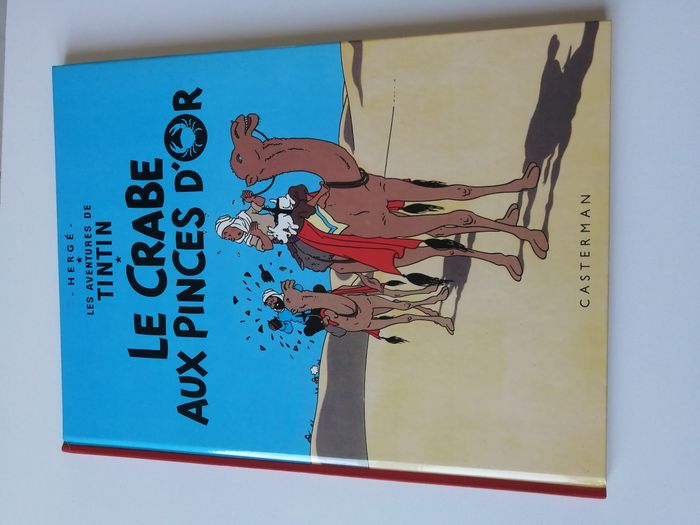 - HERGÉ -
LES AVENTURES DE
TINTIN
LE CRABE
AUX PINCES D'OR
CASTERMAN